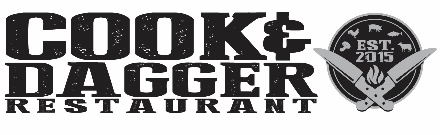 COOK&
DAGGER
RESTAURANT
EST.
2015